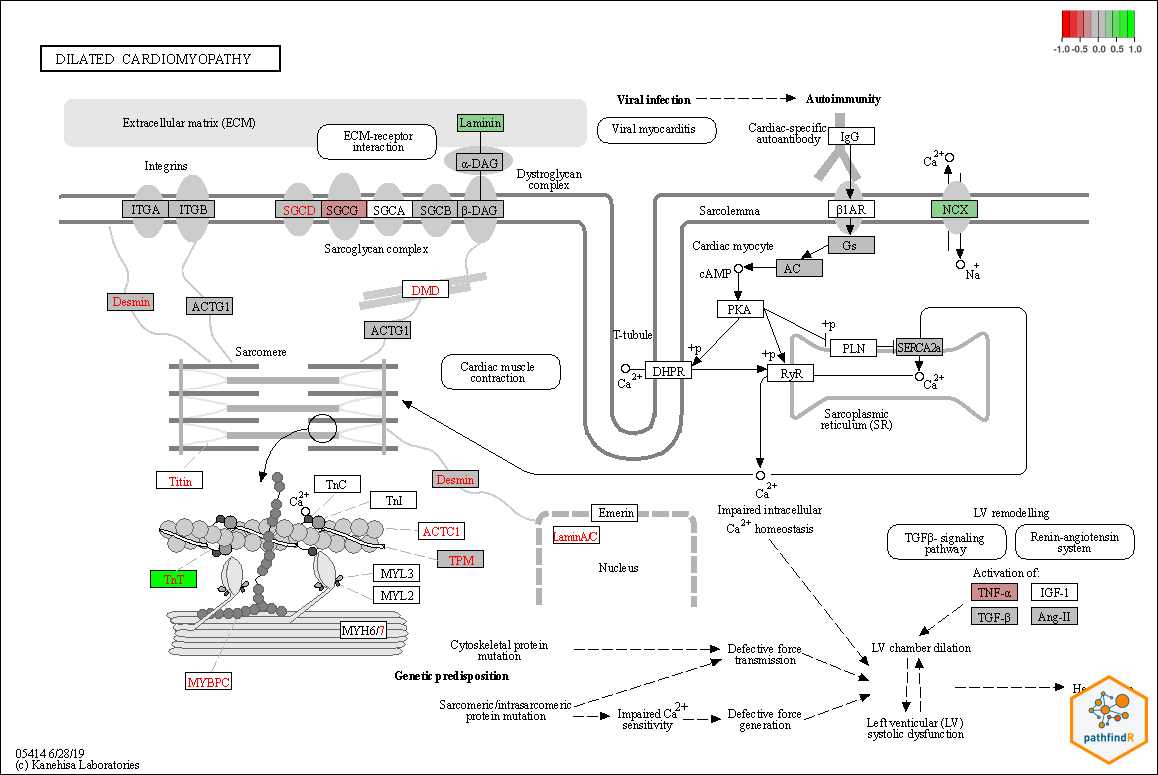 -1.0 -0.5 0.0 0.5 1.0
DILATED CARDIOMYOPATHY
Viral infection
Autoimmunity
Extracellular matrix (ECM)
Laminin
ECM-receptor
interaction
Viral myocarditis
Cardiac-specific
autoantibody
IgG
Ca2+
Integrins
α-DAG
Dystroglycan
complex
ITGA
ITGB
SGCD
SGCG
SGCA
SGCB
β-DAG
Sarcolemma
β1AR
NCX
Sarcoglycan complex
Cardiac myocyte
Gs
cAMP
AC
Na+
Desmin
ACTG1
DMD
PKA
ACTG1
T-tubule
+p
+p
+p
PLN
SERCA2a
Sarcomere
Cardiac muscle
contraction
Ca2+
DHPR
RyR
Ca2+
Sarcoplasmic
reticulum (SR)
Titin
Desmin
Ca2+
TnC
TnI
Ca2+
Impaired intracellular
Ca2+ homeostasis
Emerin
LaminA/C
Nucleus
ACTC1
TPM
TnT
MYL3
MYL2
MYH6/7
MYBPC
LV remodelling
TGFβ- signaling
pathway
Renin-angiotensin
system
Activation of:
TNF-α
IGF-1
TGF-β
Ang-II
Cytoskeletal protein
mutation
Defective force
transmission
LV chamber dilation
Genetic predisposition
Sarcomeric/intrasarcomeric
protein mutation
Impaired Ca2+
sensitivity
Defective force
generation
Left venticular (LV)
systolic dysfunction
pathfindR
05414 6/28/19
(c) Kanehisa Laboratories